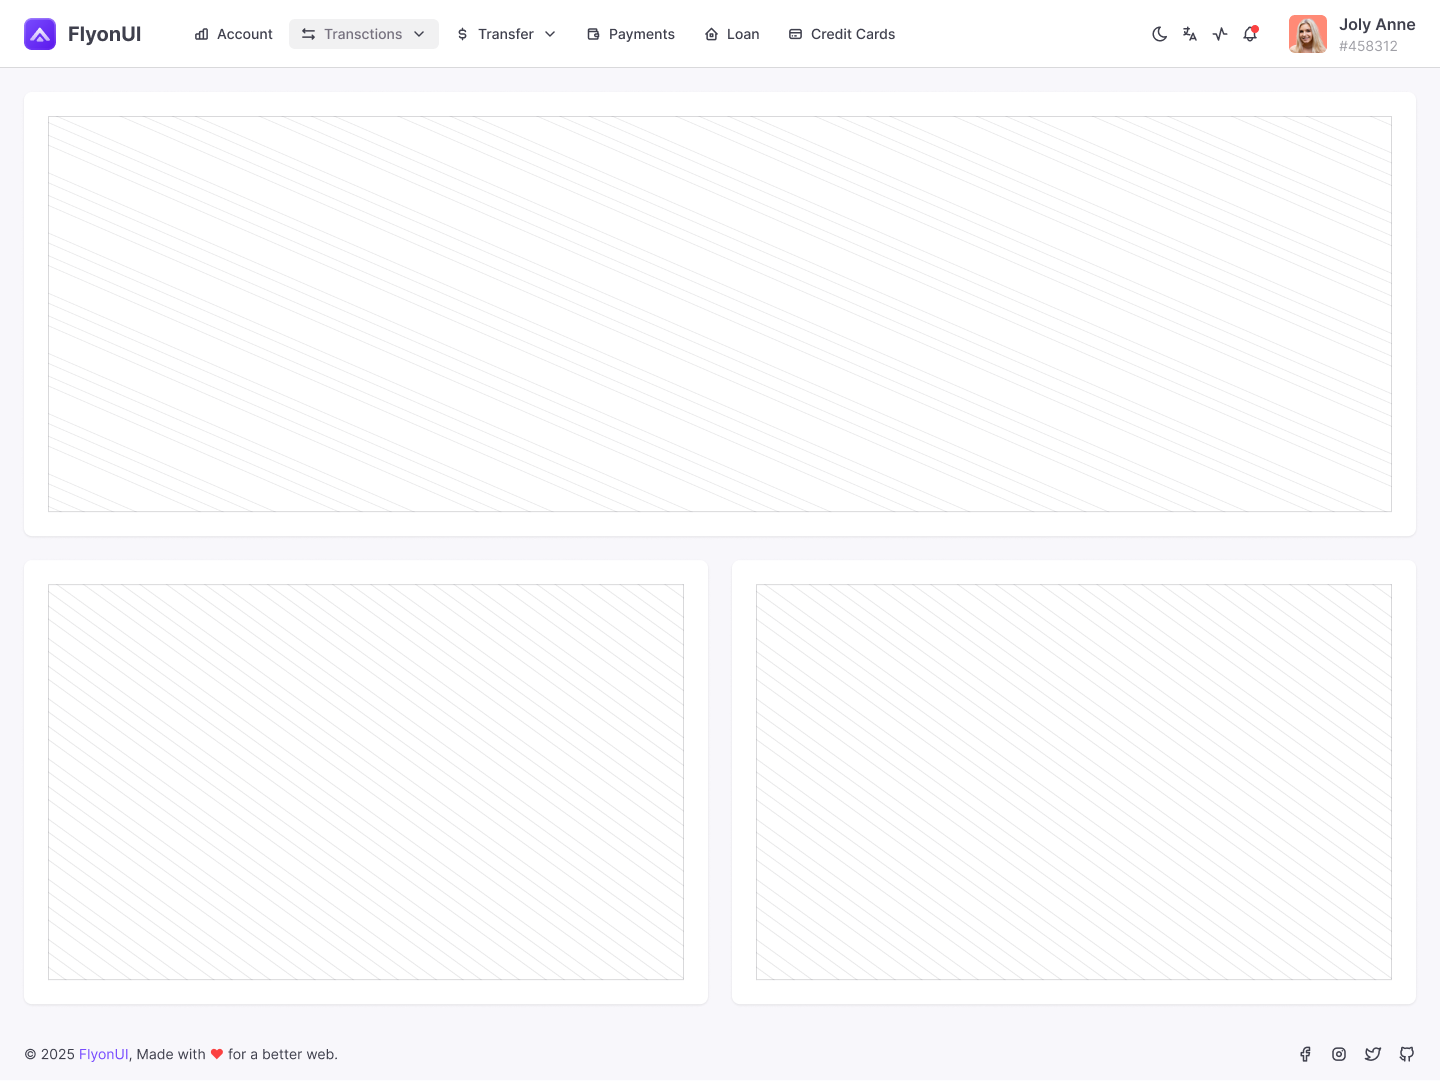 FlyonUI
Account
Transctions
Transfer
Payments
Loan
Credit Cards
Joly Anne
#458312
© 2025 FlyonUI, Made with ❤ for a better web.